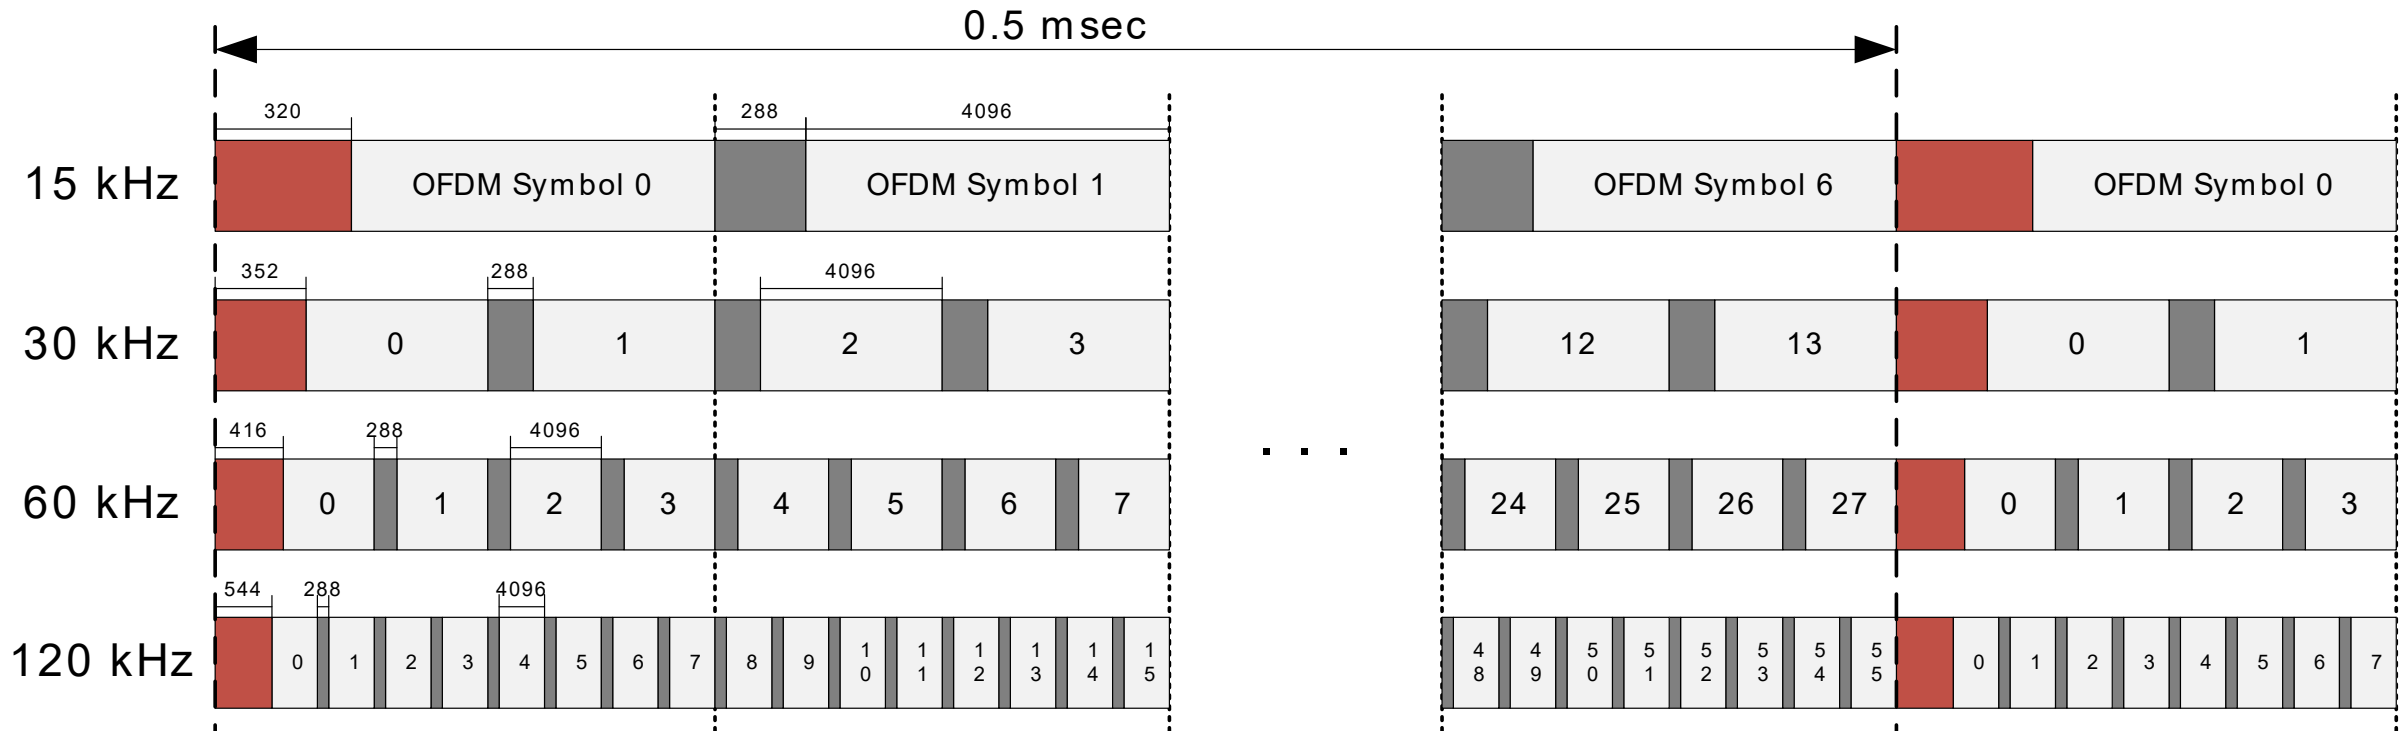 0.5 msec
320 288 4096
15 kHz OFDM Symbol 0 OFDM Symbol 1 OFDM Symbol 6 OFDM Symbol 0
352 288 4096
30 kHz 0 1 2 3 12 13 0 1
416 288 4096
. . .
60 kHz 0 1 2 3 4 5 6 7 24 25 26 27 0 1 2 3
544 288 4096
120 kHz 0 1 2 3 4 5 6 7 8 9 10 11 12 13 14 15 48 49 50 51 52 53 54 55 0 1 2 3 4 5 6 7